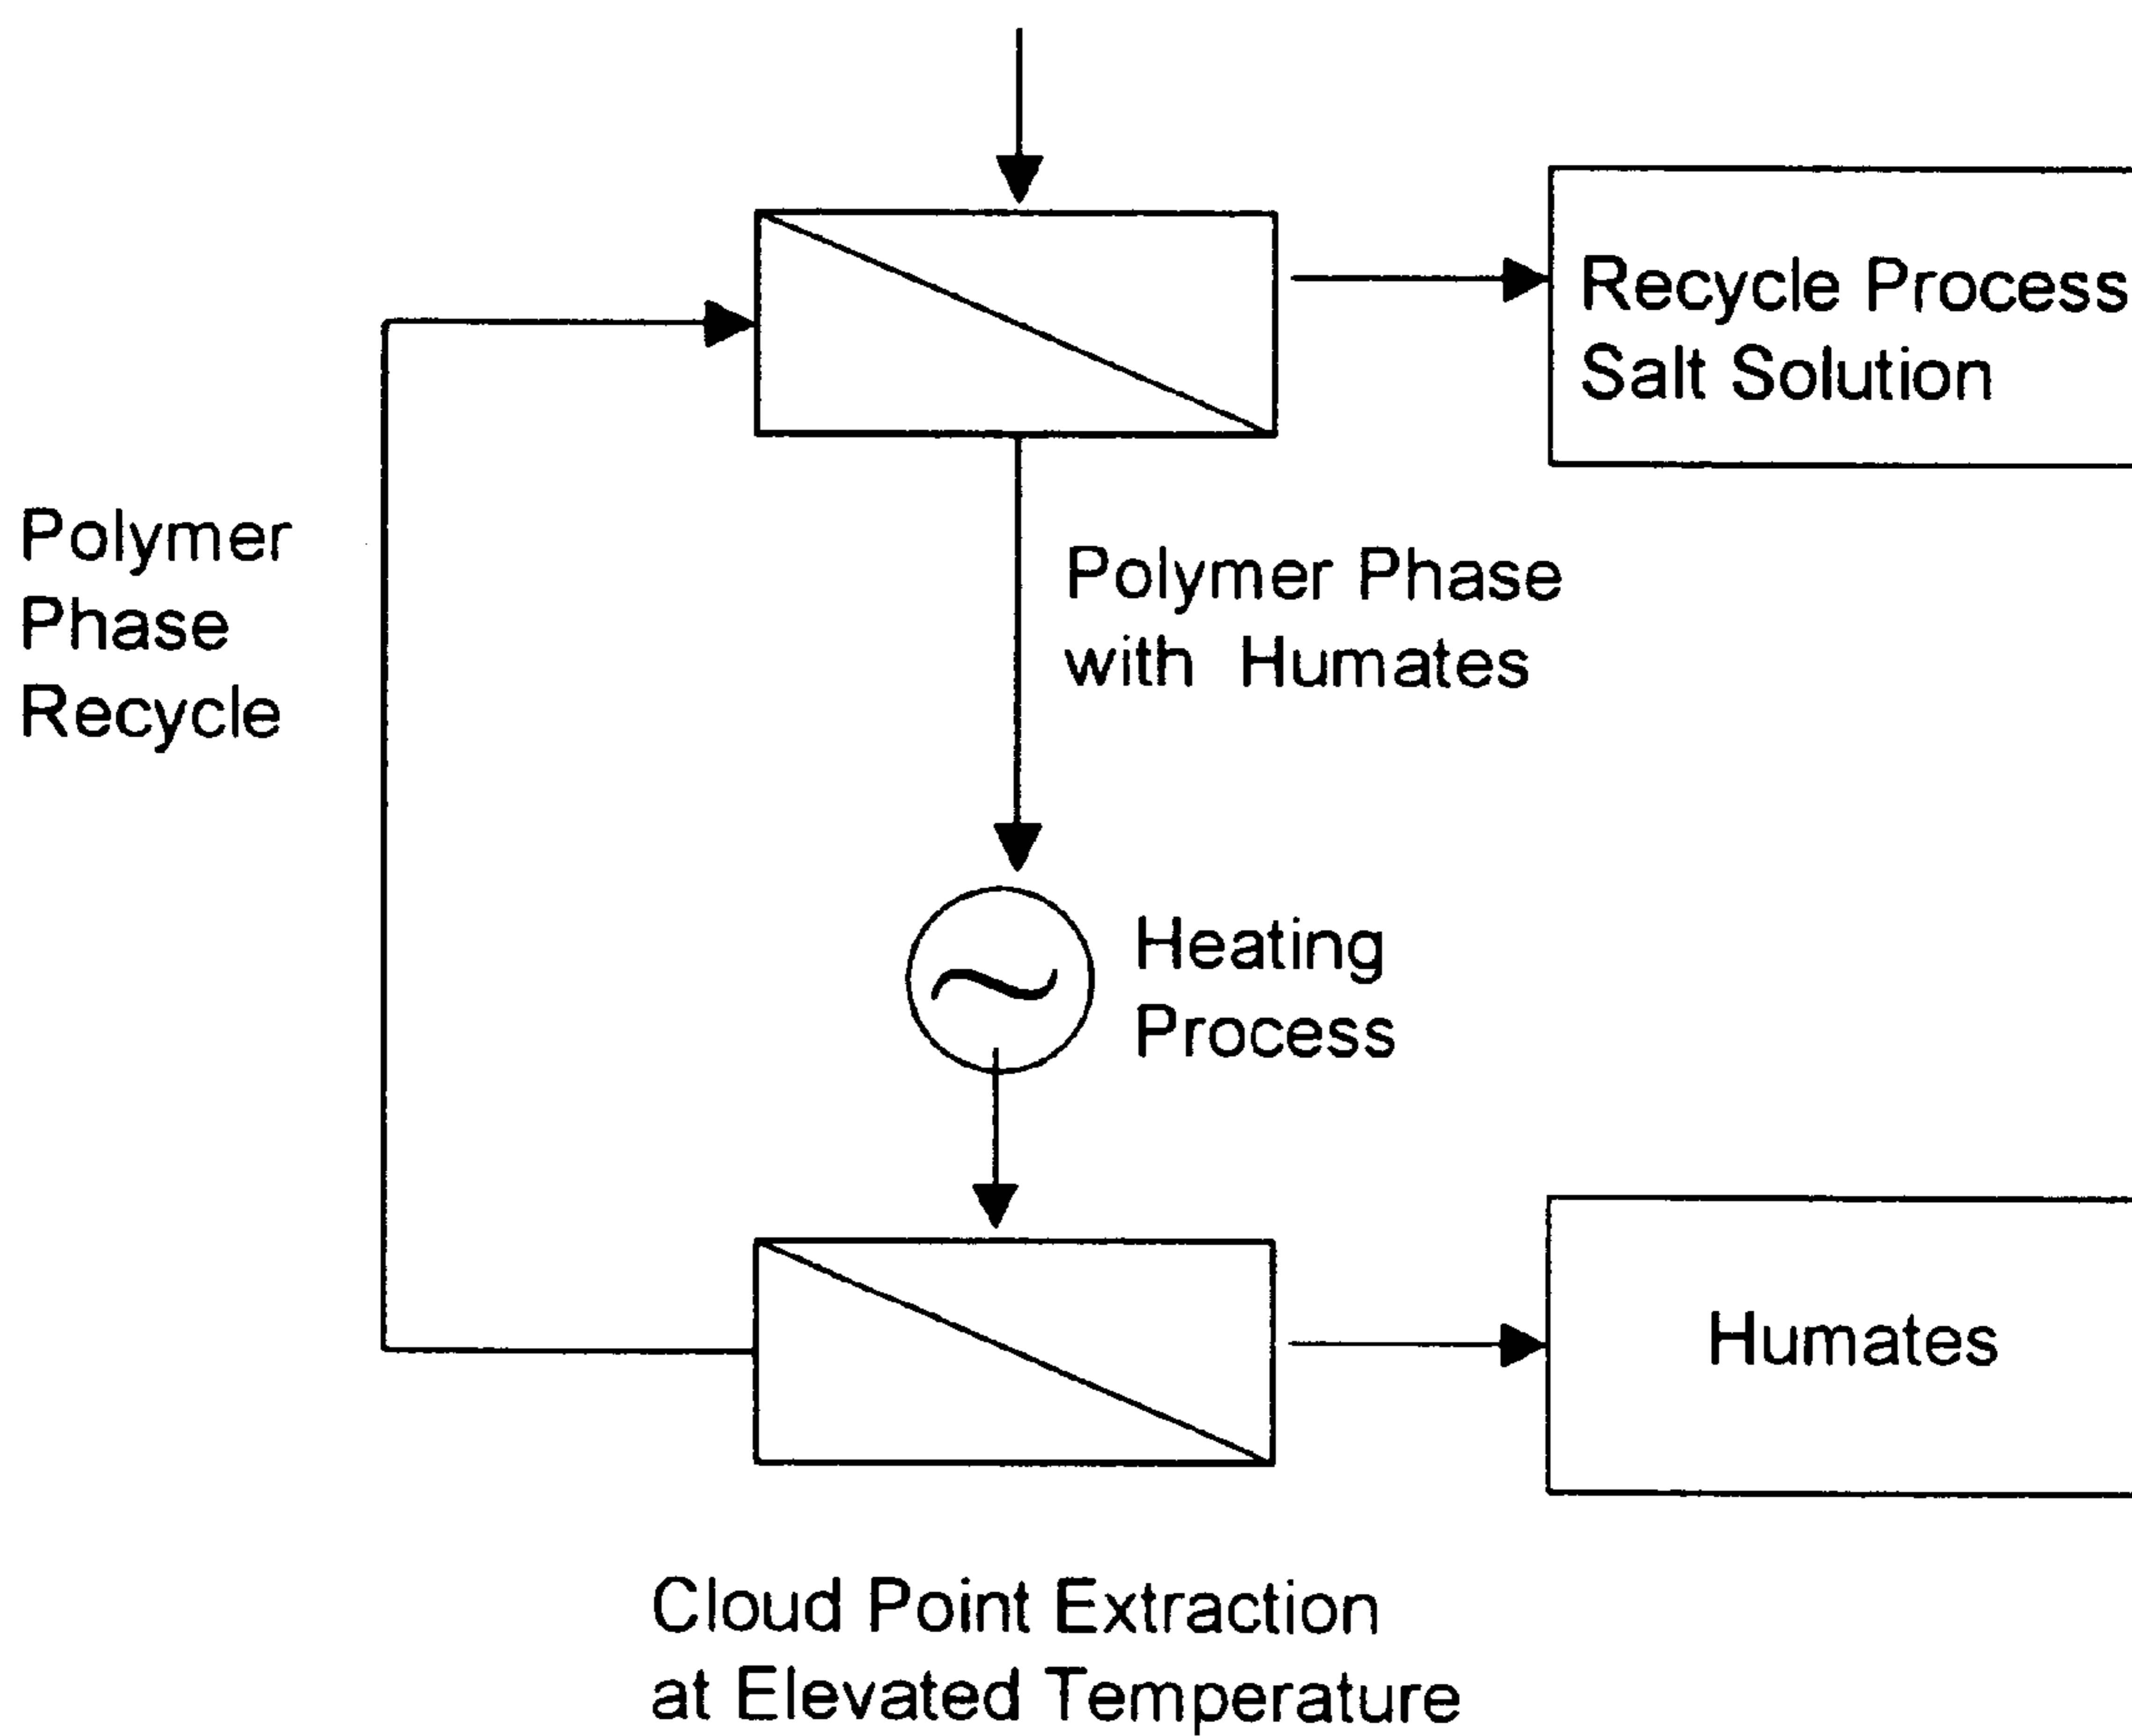 Recycle Process
Salt Solution
Polymer
Phase
Recycle
Polymer Phase
with Humates
Heating
Process
Humates
Cloud Point Extraction
at Elevated Temperature